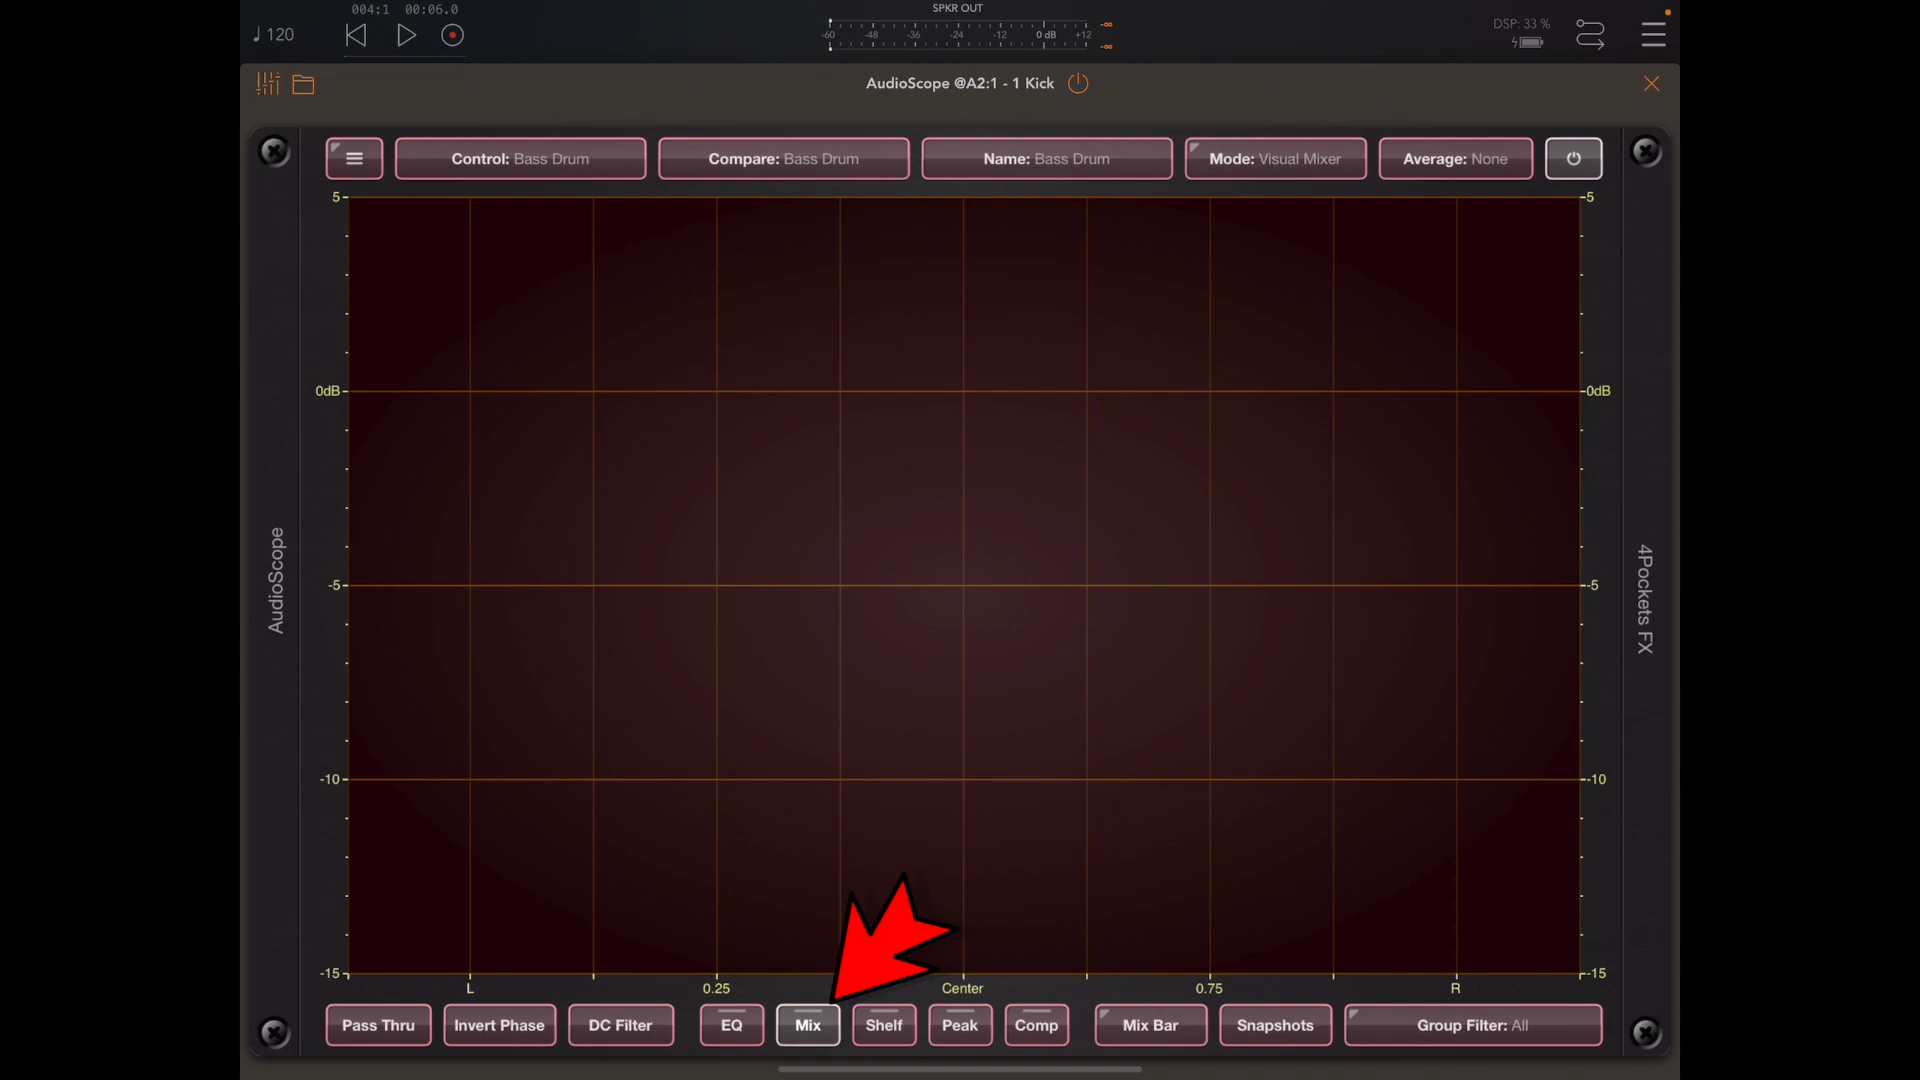 004:1 00:06.0
♩ 120
SPKR OUT
-60 -48 -36 -24 -12 0 dB +12
-∞
-∞
DSP: 33 %
AudioScope @A2:1 - 1 Kick
Control: Bass Drum
Compare: Bass Drum
Name: Bass Drum
Mode: Visual Mixer
Average: None
5 5
0dB 0dB
-5 -5
-10 -10
-15 -15
AudioScope
4Pockets FX
L 0.25 Center 0.75 R
Pass Thru
Invert Phase
DC Filter
EQ
Mix
Shelf
Peak
Comp
Mix Bar
Snapshots
Group Filter: All